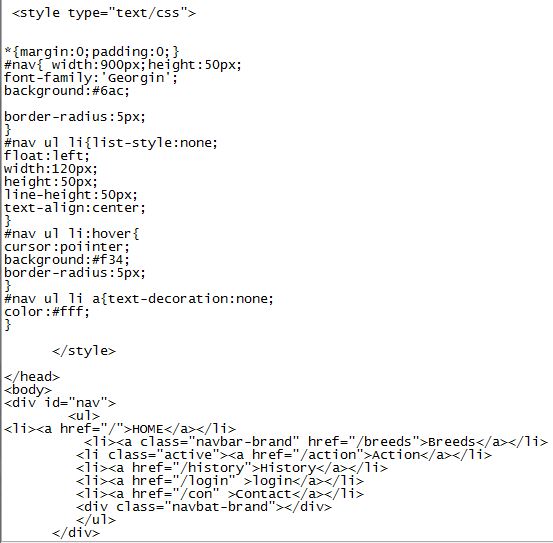 <style type="text/css">
*{margin:0;padding:0;}
#nav{ width:900px;height:50px;
font-family:'Georgin';
background:#6ac;
border-radius:5px;
}
#nav ul li{list-style:none;
float:left;
width:120px;
height:50px;
line-height:50px;
text-align:center;
}
#nav ul li:hover{
cursor:poiinter;
background:#f34;
border-radius:5px;
}
#nav ul li a{text-decoration:none;
color:#fff;
}
</style>
</head>
<body>
<div id="nav">
<ul>
<li><a href="/">HOME</a></li>
<li><a class="navbar-brand" href="/breeds">Breeds</a></li>
<li class="active"><a href="/action">Action</a></li>
<li><a href="/history">History</a></li>
<li><a href="/login" >login</a></li>
<li><a href="/con" >Contact</a></li>
<div class="navbat-brand"></div>
</ul>
</div>